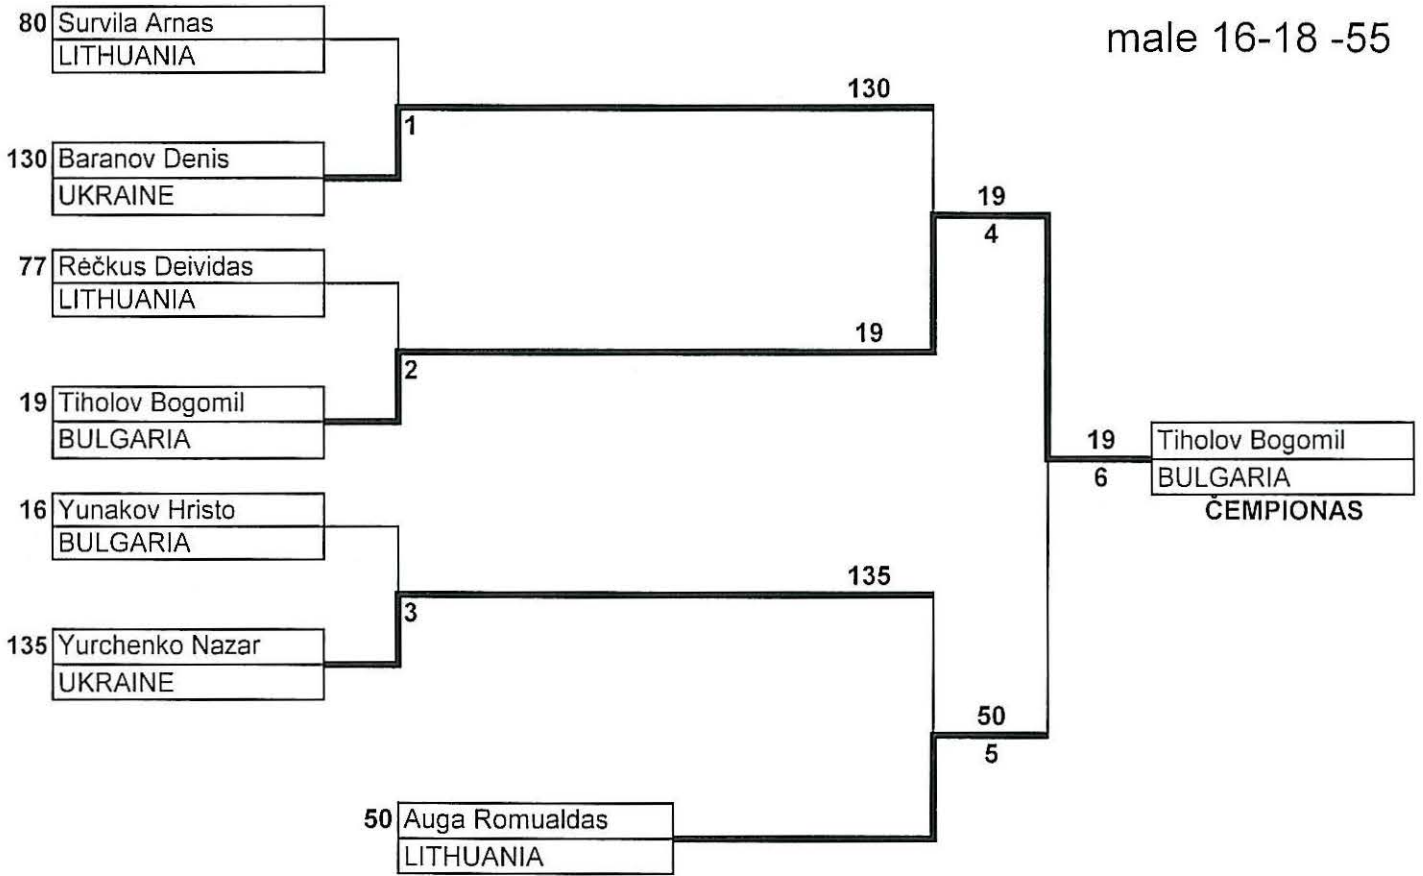 male 16-18 -55
80 Survila Arnas
LITHUANIA
130
1
130 Baranov Denis
UKRAINE
19
4
77 Rėčkus Deividas
LITHUANIA
19
2
19 Tiholov Bogomil
BULGARIA
19 Tiholov Bogomil
6 BULGARIA
ČEMPIONAS
16 Yunakov Hristo
BULGARIA
135
3
135 Yurchenko Nazar
UKRAINE
50
5
50 Auga Romualdas
LITHUANIA